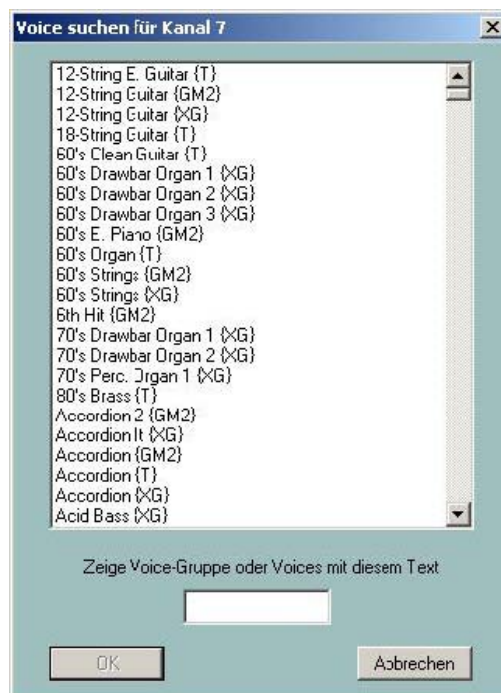 Voice suchen für Kanal 7
12-String E. Guitar {T}
12-String Guitar {GM2}
12-String Guitar {XG}
18-String Guitar {T}
60's Clean Guitar {T}
60's Drawbar Organ 1 {XG}
60's Drawbar Organ 2 {XG}
60's Drawbar Organ 3 {XG}
60's E. Piano {GM2}
60's Organ {T}
60's Strings {GM2}
60's Strings {XG}
6th Hit {GM2}
70's Drawbar Organ 1 {XG}
70's Drawbar Organ 2 {XG}
70's Perc. Organ 1 {XG}
80's Brass {T}
Accordion 2 {GM2}
Accordion It {XG}
Accordion {GM2}
Accordion {T}
Accordion {XG}
Acid Bass {XG}
Zeige Voice-Gruppe oder Voices mit diesem Text
OK Abbrechen